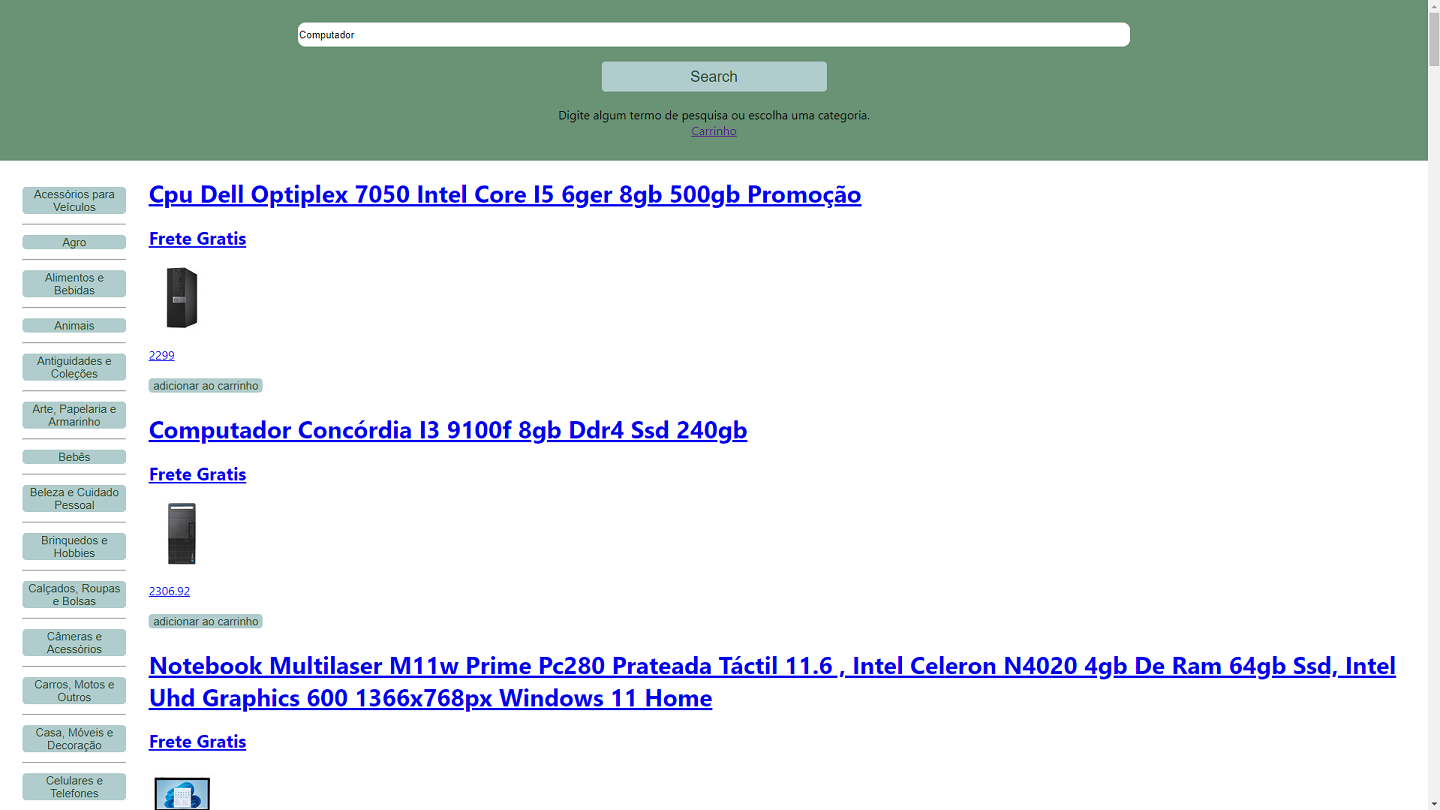 Computador
Search
Digite algum termo de pesquisa ou escolha uma categoria.
Carrinho
Acessórios para
Veículos
Agro
Alimentos e
Bebidas
Animais
Antiguidades e
Coleções
Arte, Papelaria e
Armarinho
Bebês
Beleza e Cuidado
Pessoal
Brinquedos e
Hobbies
Calçados, Roupas
e Bolsas
Câmeras e
Acessórios
Carros, Motos e
Outros
Casa, Móveis e
Decoração
Celulares e
Telefones
Cpu Dell Optiplex 7050 Intel Core I5 6ger 8gb 500gb Promoção
Frete Gratis
2299
adicionar ao carrinho
Computador Concórdia I3 9100f 8gb Ddr4 Ssd 240gb
Frete Gratis
2306.92
adicionar ao carrinho
Notebook Multilaser M11w Prime Pc280 Prateada Táctil 11.6 , Intel Celeron N4020 4gb De Ram 64gb Ssd, Intel
Uhd Graphics 600 1366x768px Windows 11 Home
Frete Gratis